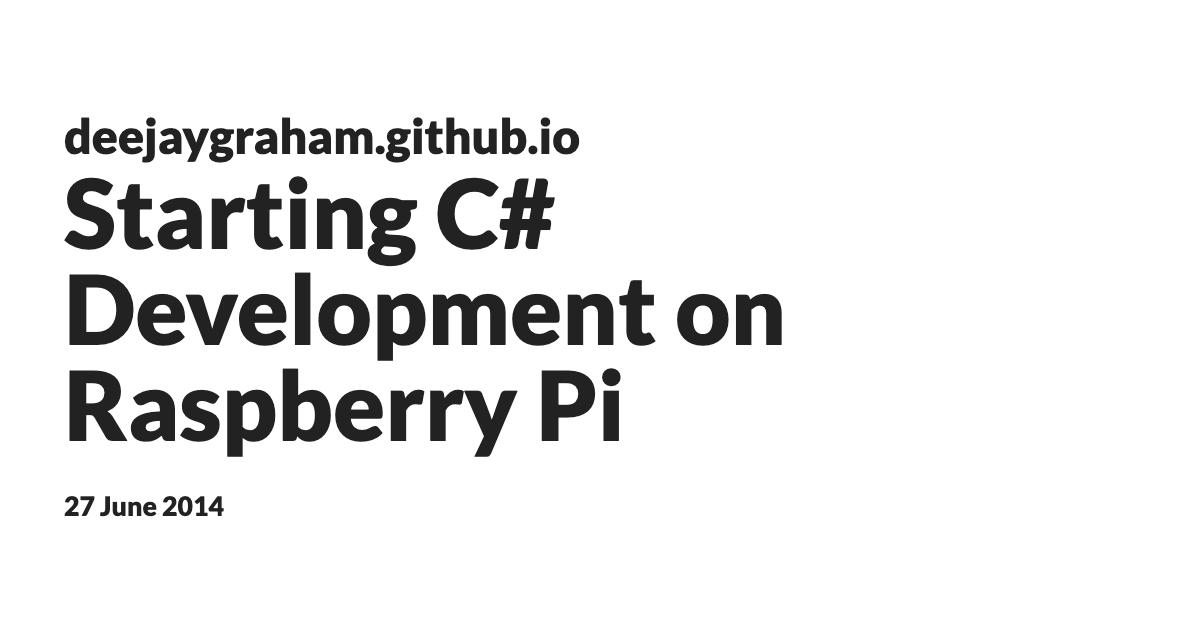 deejaygraham.github.io
Starting C#
Development on
Raspberry Pi
27 June 2014